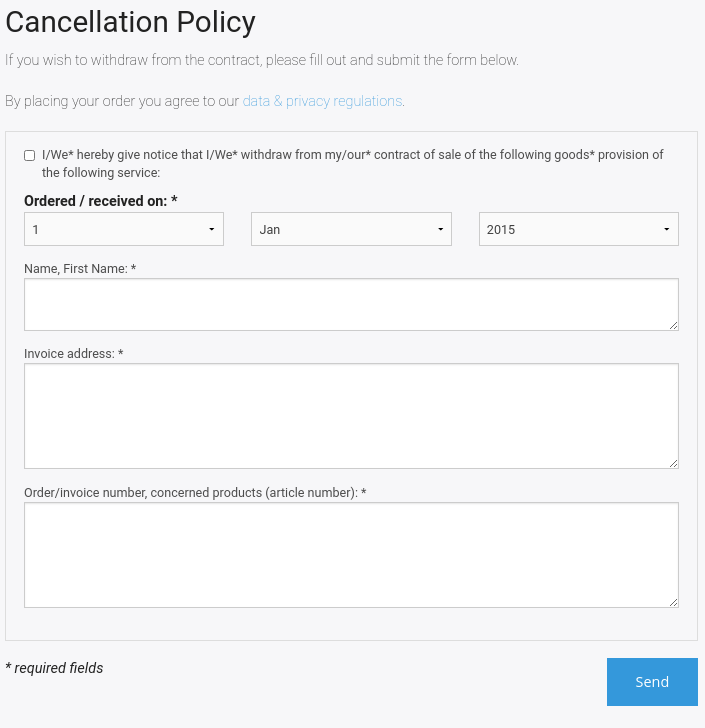 Cancellation Policy
If you wish to withdraw from the contract, please fill out and submit the form below.
By placing your order you agree to our data & privacy regulations.
I/We* hereby give notice that I/We* withdraw from my/our* contract of sale of the following goods* provision of
the following service:
Ordered / received on: *
1 Jan 2015
Name, First Name: *
Invoice address: *
Order/invoice number, concerned products (article number): *
* required fields
Send